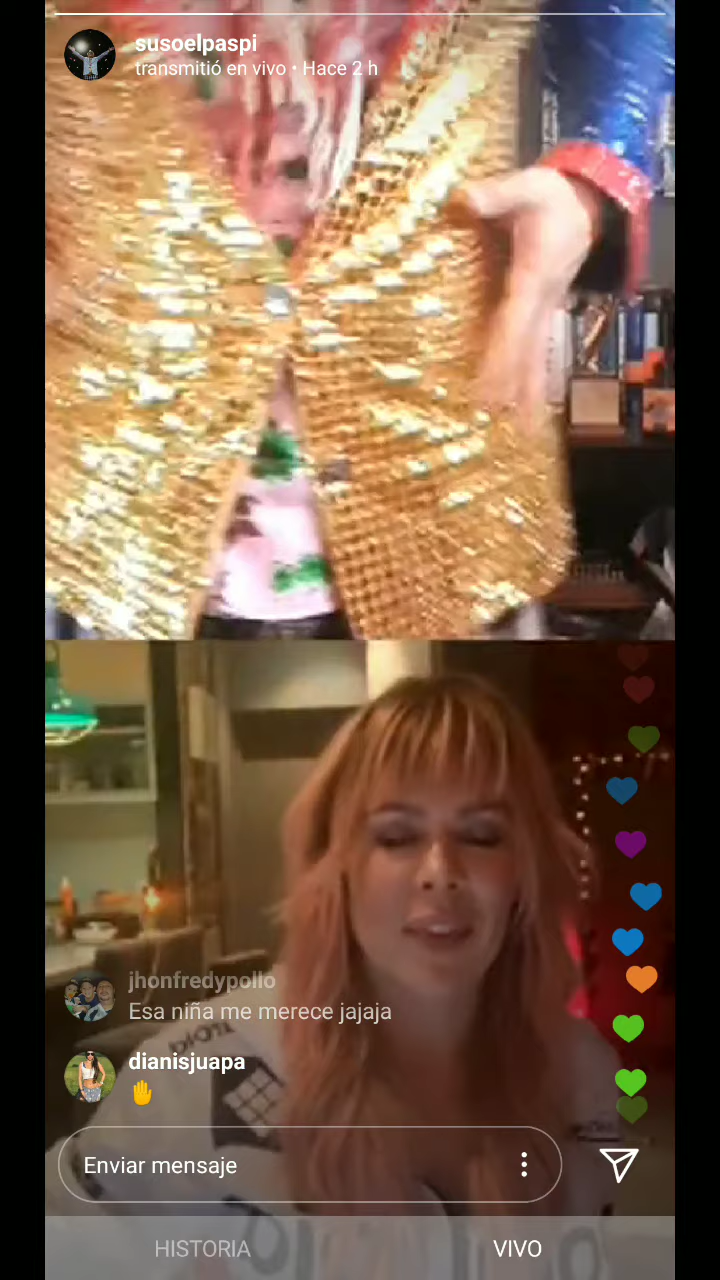 susoelpaspi
transmitió en vivo • Hace 2 h
jhonfredypollo
Esa niña me merece jajaja
dianisjuapa
🤚
Enviar mensaje
HISTORIA
VIVO